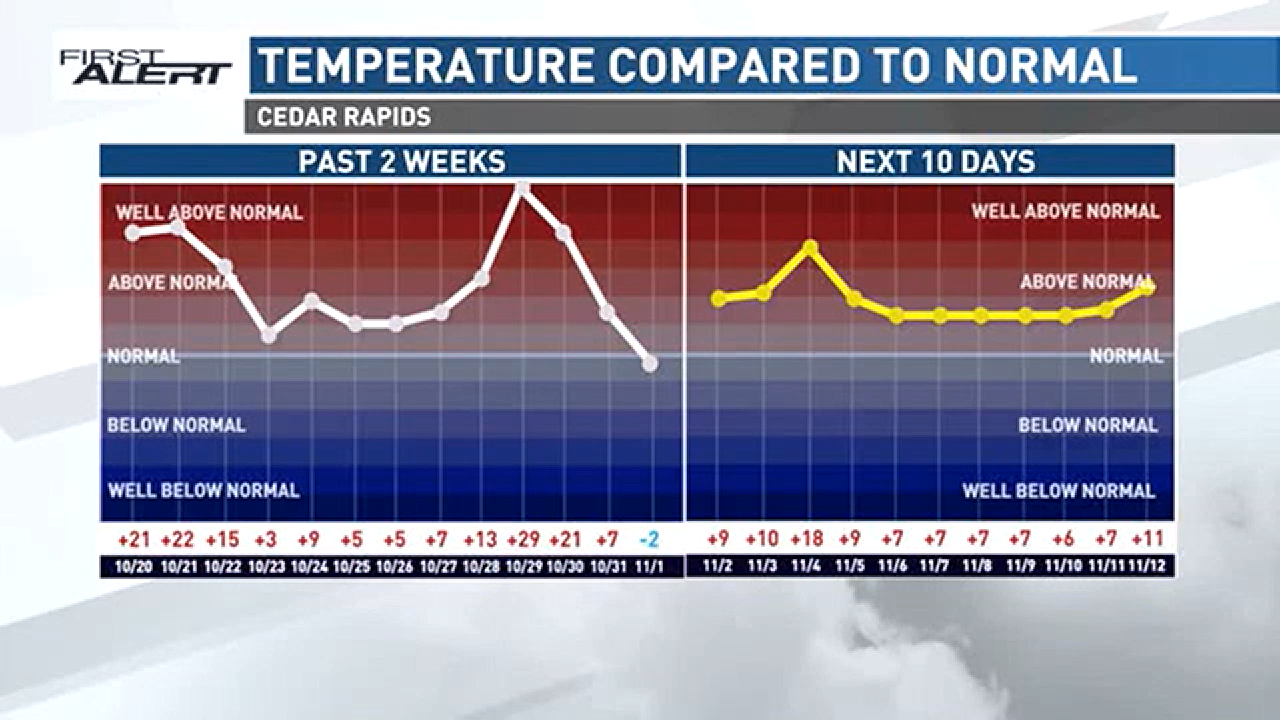 FIRST
ALERT
TEMPERATURE COMPARED TO NORMAL
CEDAR RAPIDS
PAST 2 WEEKS
NEXT 10 DAYS
WELL ABOVE NORMAL
WELL ABOVE NORMAL
ABOVE NORMAL
ABOVE NORMAL
NORMAL
NORMAL
BELOW NORMAL
BELOW NORMAL
WELL BELOW NORMAL
WELL BELOW NORMAL
+21 +22 +15 +3 +9 +5 +5 +7 +13 +29 +21 +7 -2
+9 +10 +18 +9 +7 +7 +7 +7 +6 +7 +11
10/20 10/21 10/22 10/23 10/24 10/25 10/26 10/27 10/28 10/29 10/30 10/31 11/1
11/2 11/3 11/4 11/5 11/6 11/7 11/8 11/9 11/10 11/11 11/12